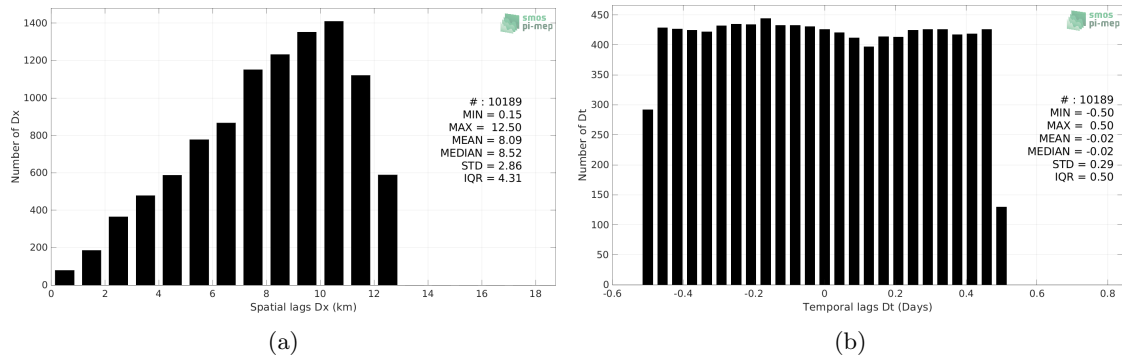 1400
1200
1000
800
600
400
200
0
Number of Dx
smos
pi-mep
# : 10189
MIN = 0.15
MAX = 12.50
MEAN = 8.09
MEDIAN = 8.52
STD = 2.86
IQR = 4.31
0 2 4 6 8 10 12 14 16 18
Spatial lags Dx (km)
(a)
450
400
350
300
250
200
150
100
50
0
Number of Dt
smos
pi-mep
# : 10189
MIN = -0.50
MAX = 0.50
MEAN = -0.02
MEDIAN = -0.02
STD = 0.29
IQR = 0.50
-0.6 -0.4 -0.2 0 0.2 0.4 0.6 0.8
Temporal lags Dt (Days)
(b)